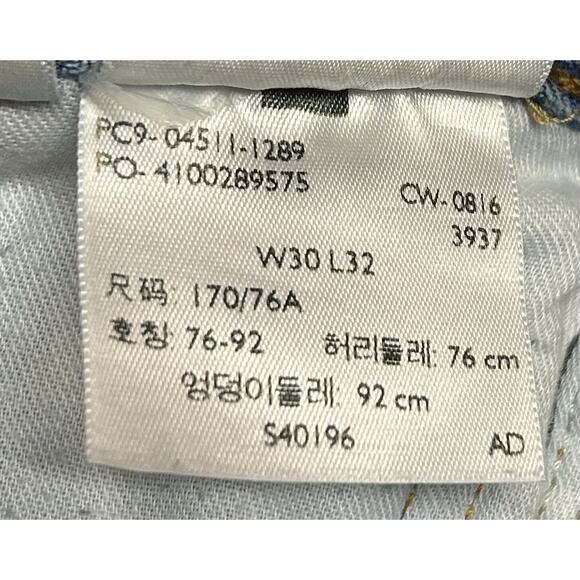 PC9-04511-1289
PO-4100289575
CW-0816
3937
W30 L32
尺码: 170/76A
호칭: 76-92 허리둘레: 76 cm
엉덩이둘레: 92 cm
S40196 AD